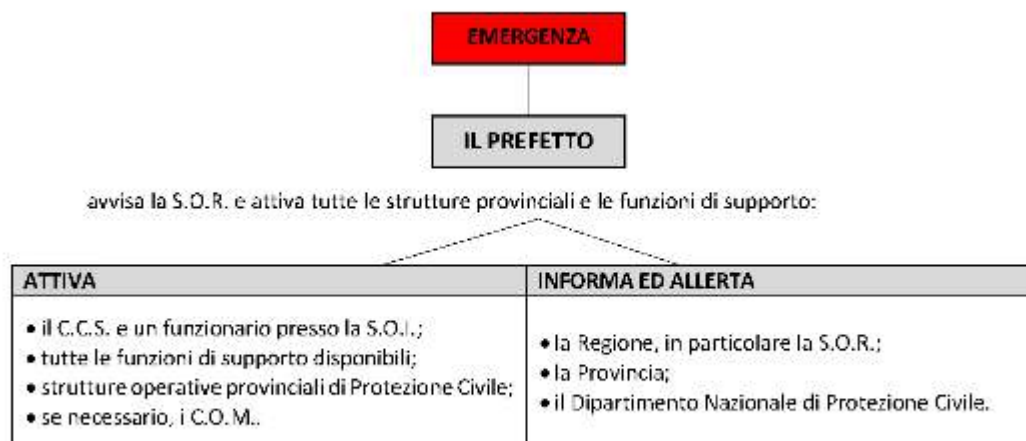 EMERGENZA
IL PREFETTO
avvisa la S.O.R. e attiva tutte le strutture provinciali e le funzioni di supporto:
ATTIVA
• il C.C.S. e un funzionario presso la S.O.I.;
• tutte le funzioni di supporto disponibili;
• strutture operative provinciali di Protezione Civile;
• se necessario, i C.O.M..
INFORMA ED ALLERTA
• la Regione, in particolare la S.O.R.;
• la Provincia;
• il Dipartimento Nazionale di Protezione Civile.